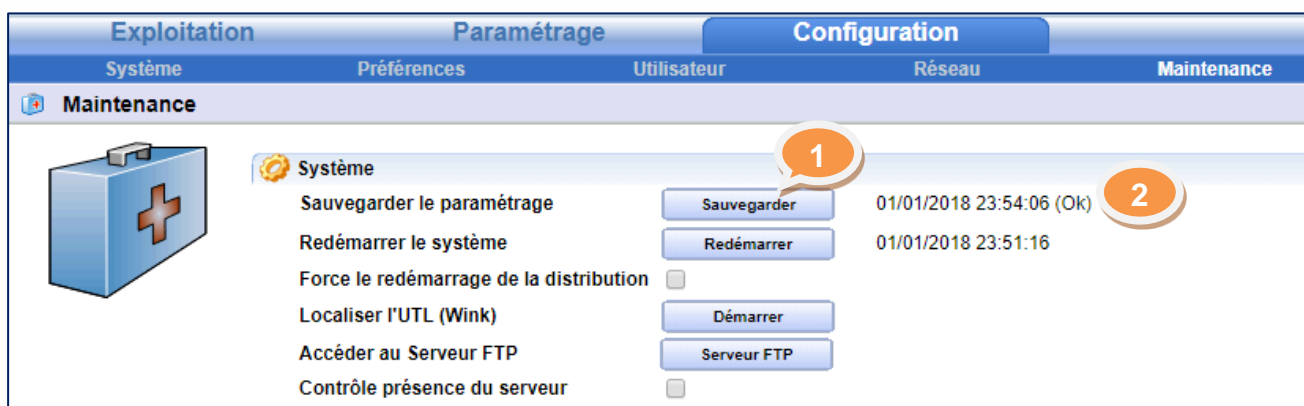 Exploitation Paramétrage Configuration
Système Préférences Utilisateur Réseau Maintenance
Maintenance
1
Système
Sauvegarder le paramétrage Sauvegarder 01/01/2018 23:54:06 (Ok) 2
Redémarrer le système Redémarrer 01/01/2018 23:51:16
Force le redémarrage de la distribution
Localiser l'UTL (Wink) Démarrer
Accéder au Serveur FTP Serveur FTP
Contrôle présence du serveur